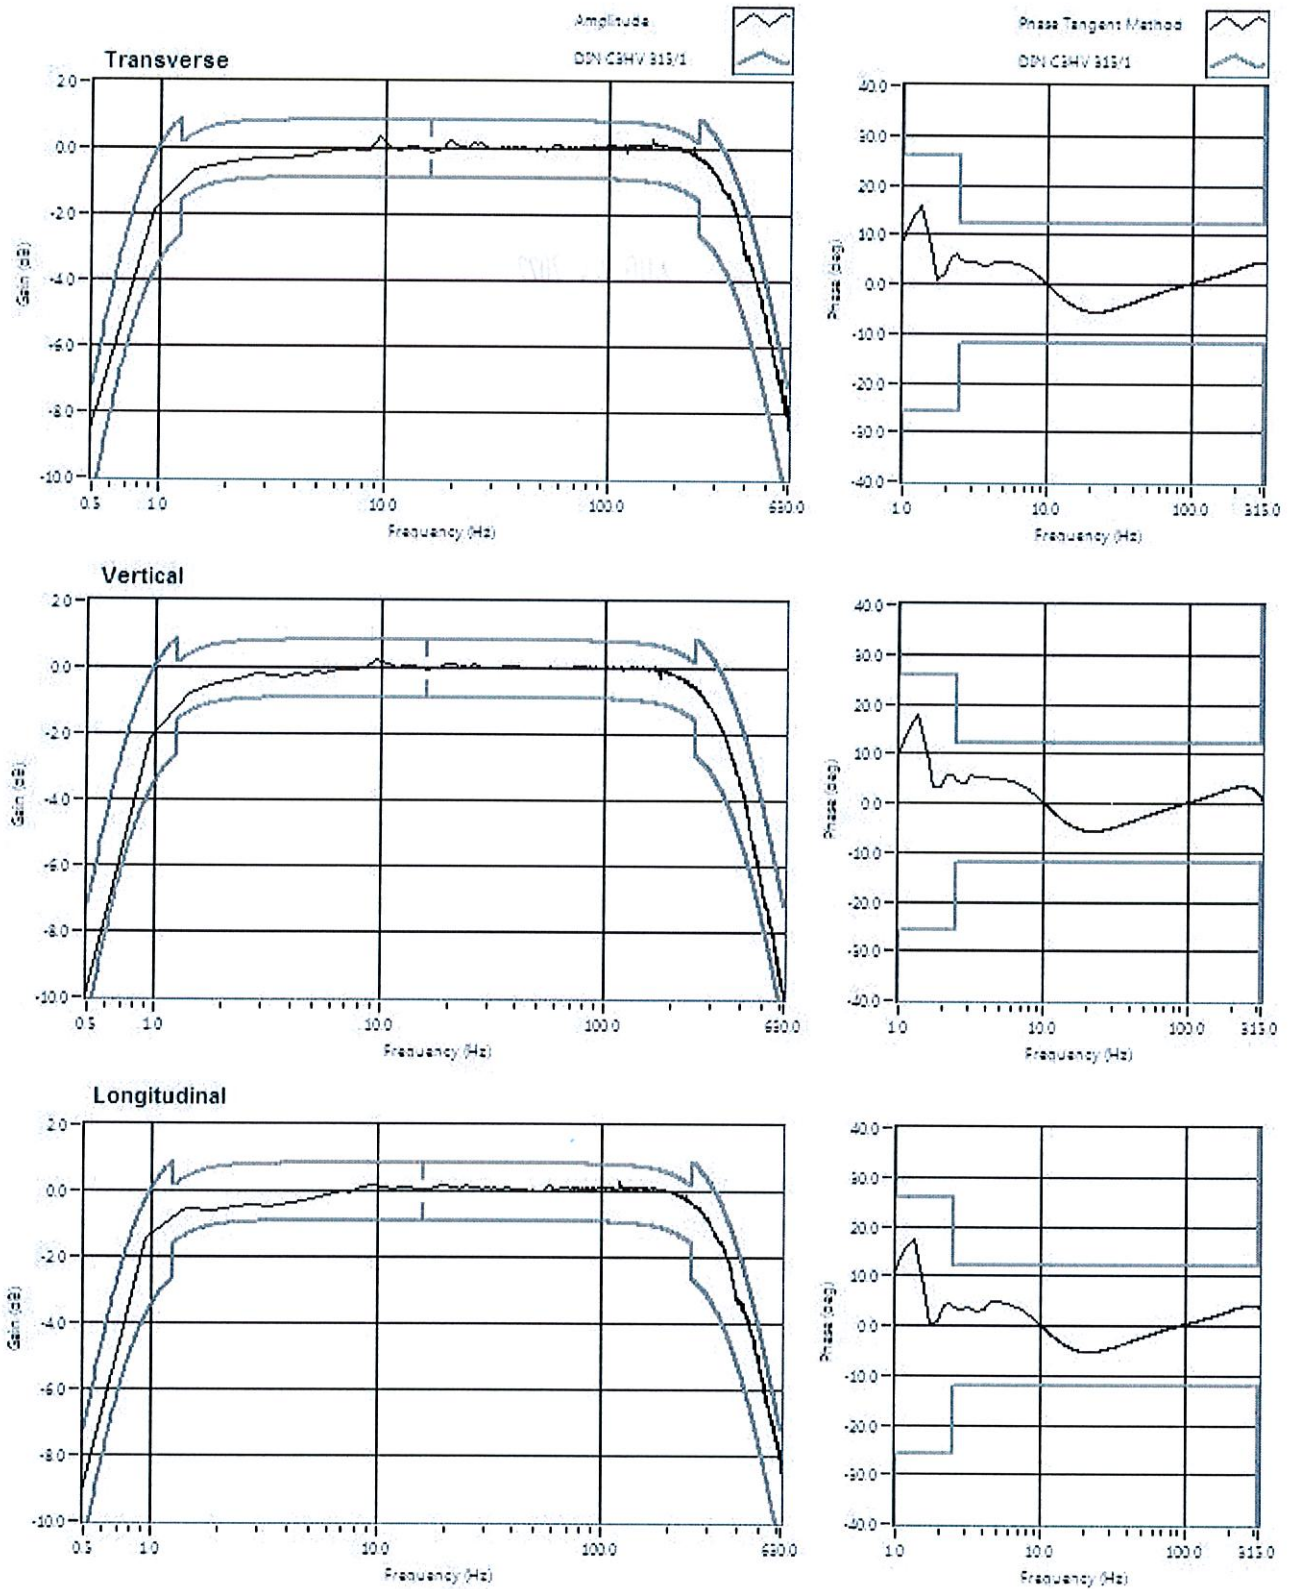 Amplitude
DIN C3HV 315/1
Phase Tangent Method
DIN C3HV 315/1
Transverse
2.0
0.0
-2.0
-4.0
-6.0
-8.0
-10.0
Gain (dB)
0.5 1.0 10.0 100.0 630.0
Frequency (Hz)
40.0
30.0
20.0
10.0
0.0
-10.0
-20.0
-30.0
-40.0
Phase (deg)
1.0 10.0 100.0 315.0
Frequency (Hz)
Vertical
2.0
0.0
-2.0
-4.0
-6.0
-8.0
-10.0
Gain (dB)
0.5 1.0 10.0 100.0 630.0
Frequency (Hz)
40.0
30.0
20.0
10.0
0.0
-10.0
-20.0
-30.0
-40.0
Phase (deg)
1.0 10.0 100.0 315.0
Frequency (Hz)
Longitudinal
2.0
0.0
-2.0
-4.0
-6.0
-8.0
-10.0
Gain (dB)
0.5 1.0 10.0 100.0 630.0
Frequency (Hz)
40.0
30.0
20.0
10.0
0.0
-10.0
-20.0
-30.0
-40.0
Phase (deg)
1.0 10.0 100.0 315.0
Frequency (Hz)